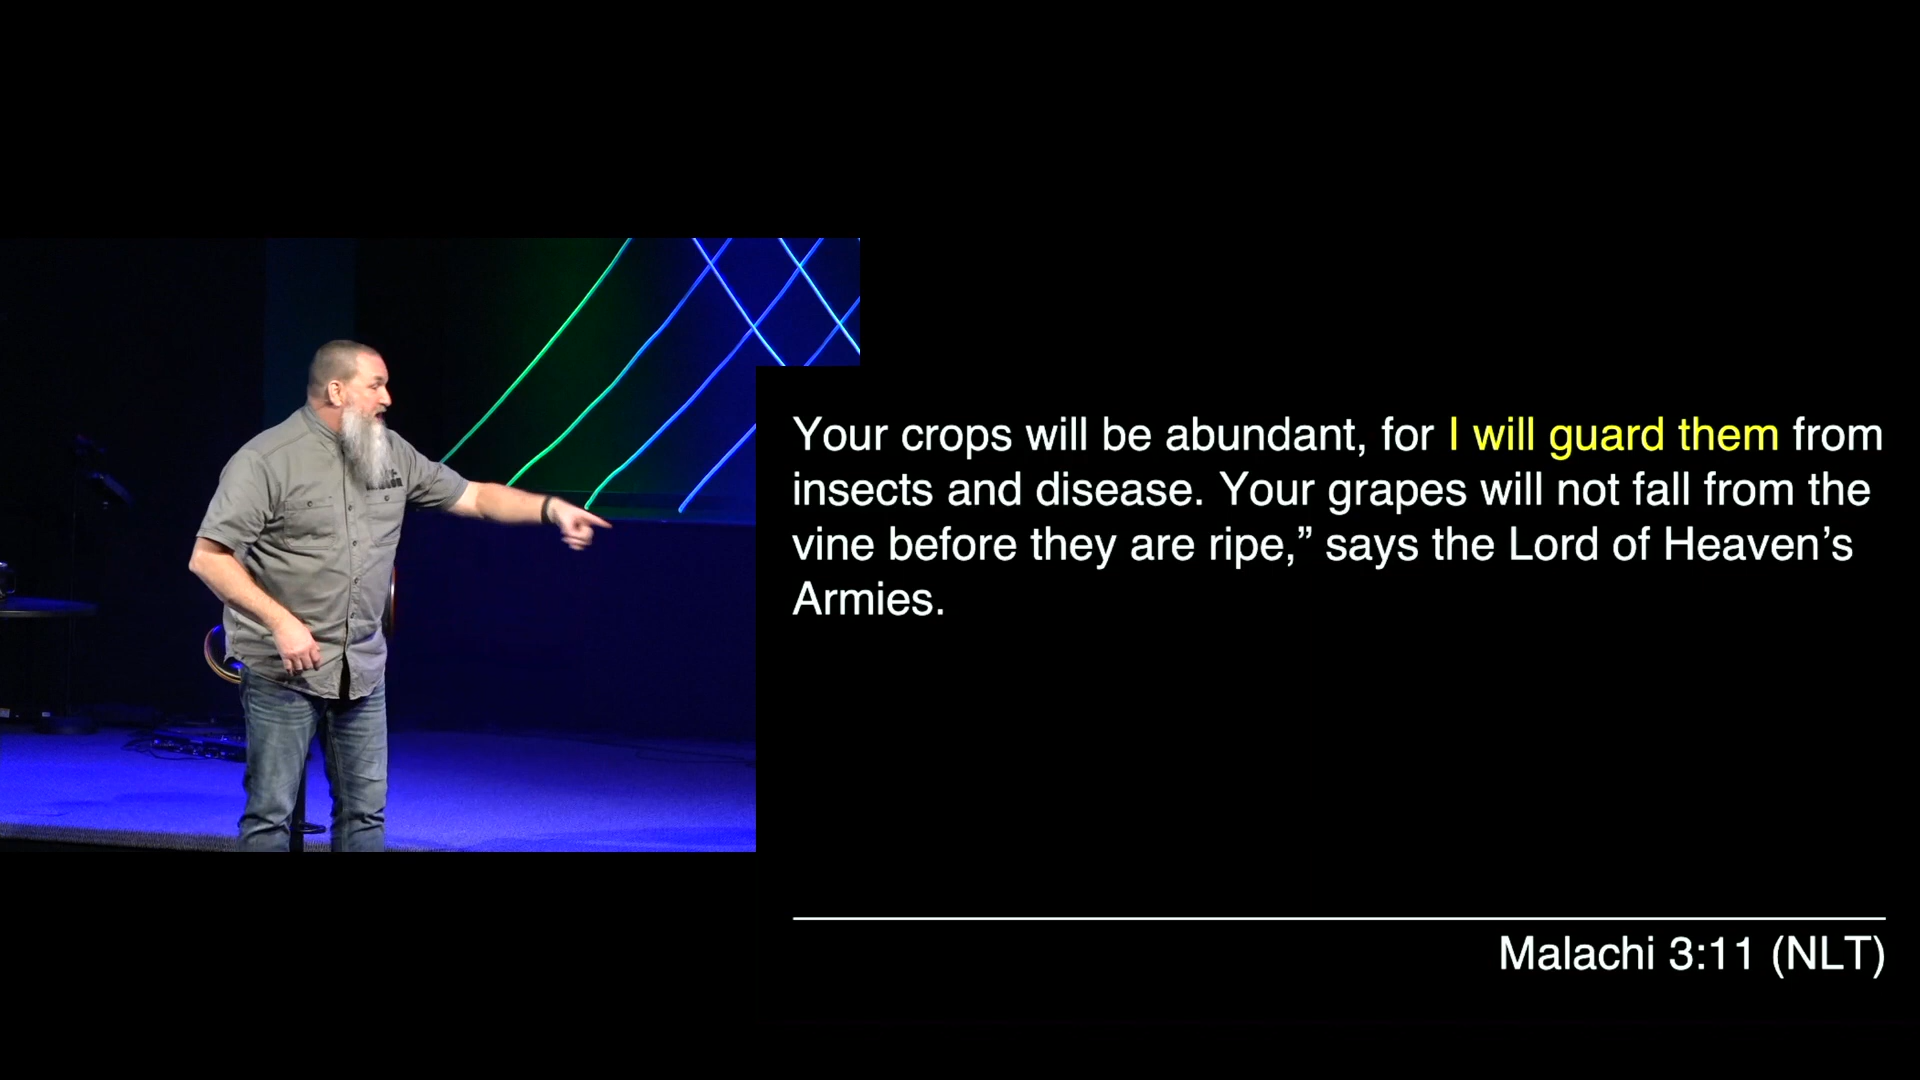 Your crops will be abundant, for I will guard them from
insects and disease. Your grapes will not fall from the
vine before they are ripe,” says the Lord of Heaven’s
Armies.
Malachi 3:11 (NLT)